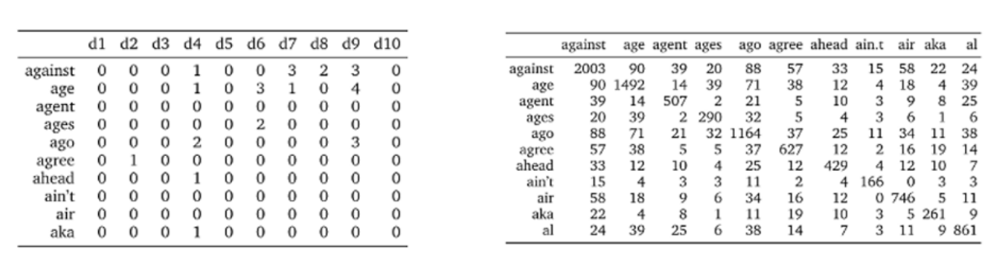 d1 d2 d3 d4 d5 d6 d7 d8 d9 d10
against 0 0 0 1 0 0 3 2 3 0
age 0 0 0 1 0 3 1 0 4 0
agent 0 0 0 0 0 0 0 0 0 0
ages 0 0 0 0 0 2 0 0 0 0
ago 0 0 0 2 0 0 0 0 3 0
agree 0 1 0 0 0 0 0 0 0 0
ahead 0 0 0 1 0 0 0 0 0 0
ain't 0 0 0 0 0 0 0 0 0 0
air 0 0 0 0 0 0 0 0 0 0
aka 0 0 0 1 0 0 0 0 0 0
against age agent ages ago agree ahead ain.t air aka al
against 2003 90 39 20 88 57 33 15 58 22 24
age 90 1492 14 39 71 38 12 4 18 4 39
agent 39 14 507 2 21 5 10 3 9 8 25
ages 20 39 2 290 32 5 4 3 6 1 6
ago 88 71 21 32 1164 37 25 11 34 11 38
agree 57 38 5 5 37 627 12 2 16 19 14
ahead 33 12 10 4 25 12 429 4 12 10 7
ain't 15 4 3 3 11 2 4 166 0 3 3
air 58 18 9 6 34 16 12 0 746 5 11
aka 22 4 8 1 11 19 10 3 5 261 9
al 24 39 25 6 38 14 7 3 11 9 861